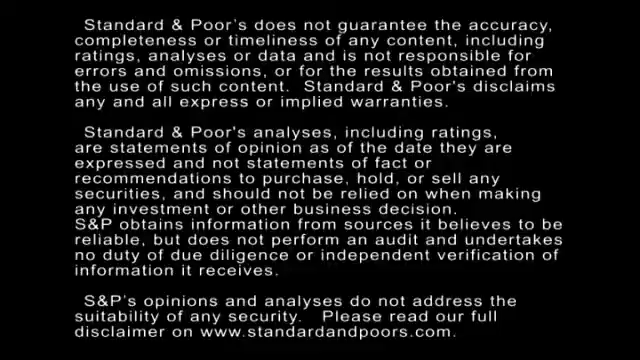 Standard & Poor's does not guarantee the accuracy,
completeness or timeliness of any content, including
ratings, analyses or data and is not responsible for
errors and omissions, or for the results obtained from
the use of such content.  Standard & Poor's disclaims
any and all express or implied warranties.
Standard & Poor's analyses, including ratings,
are statements of opinion as of the date they are
expressed and not statements of fact or
recommendations to purchase, hold, or sell any
securities, and should not be relied on when making
any investment or other business decision.
S&P obtains information from sources it believes to be
reliable, but does not perform an audit and undertakes
no duty of due diligence or independent verification of
information it receives.
S&P's opinions and analyses do not address the
suitability of any security.   Please read our full
disclaimer on www.standardandpoors.com.